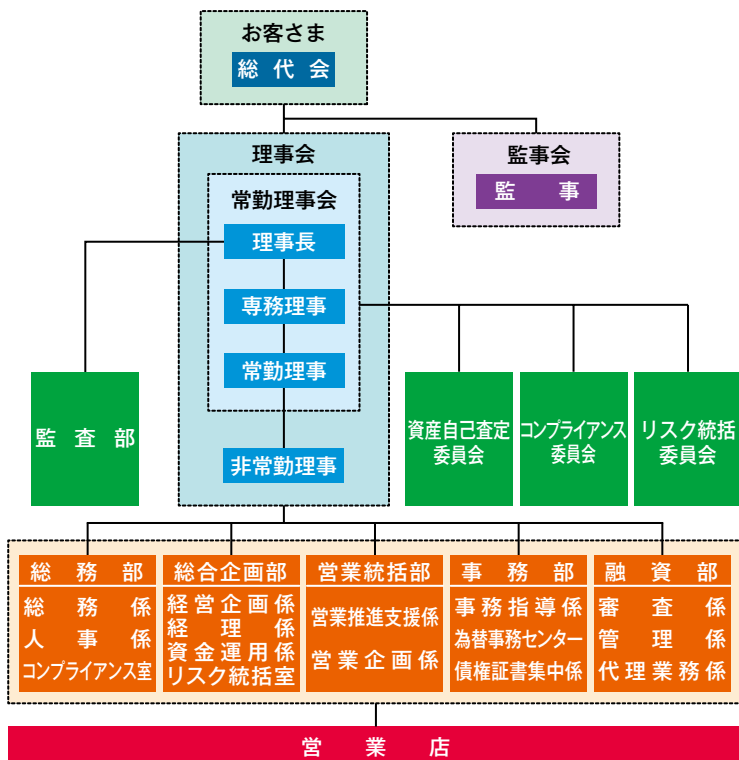 お客さま
総代会
理事会
監事会
監事
常勤理事会
理事長
専務理事
常勤理事
非常勤理事
監査部
資産自己査定
委員会
コンプライアンス
委員会
リスク統括
委員会
総務部
総務係
人事係
コンプライアンス室
総合企画部
経営企画係
経理係
資金運用係
リスク統括室
営業統括部
営業推進支援係
営業企画係
事務部
事務指導係
為替事務センター
債権証書集中係
融資部
審査係
管理係
代理業務係
営業店